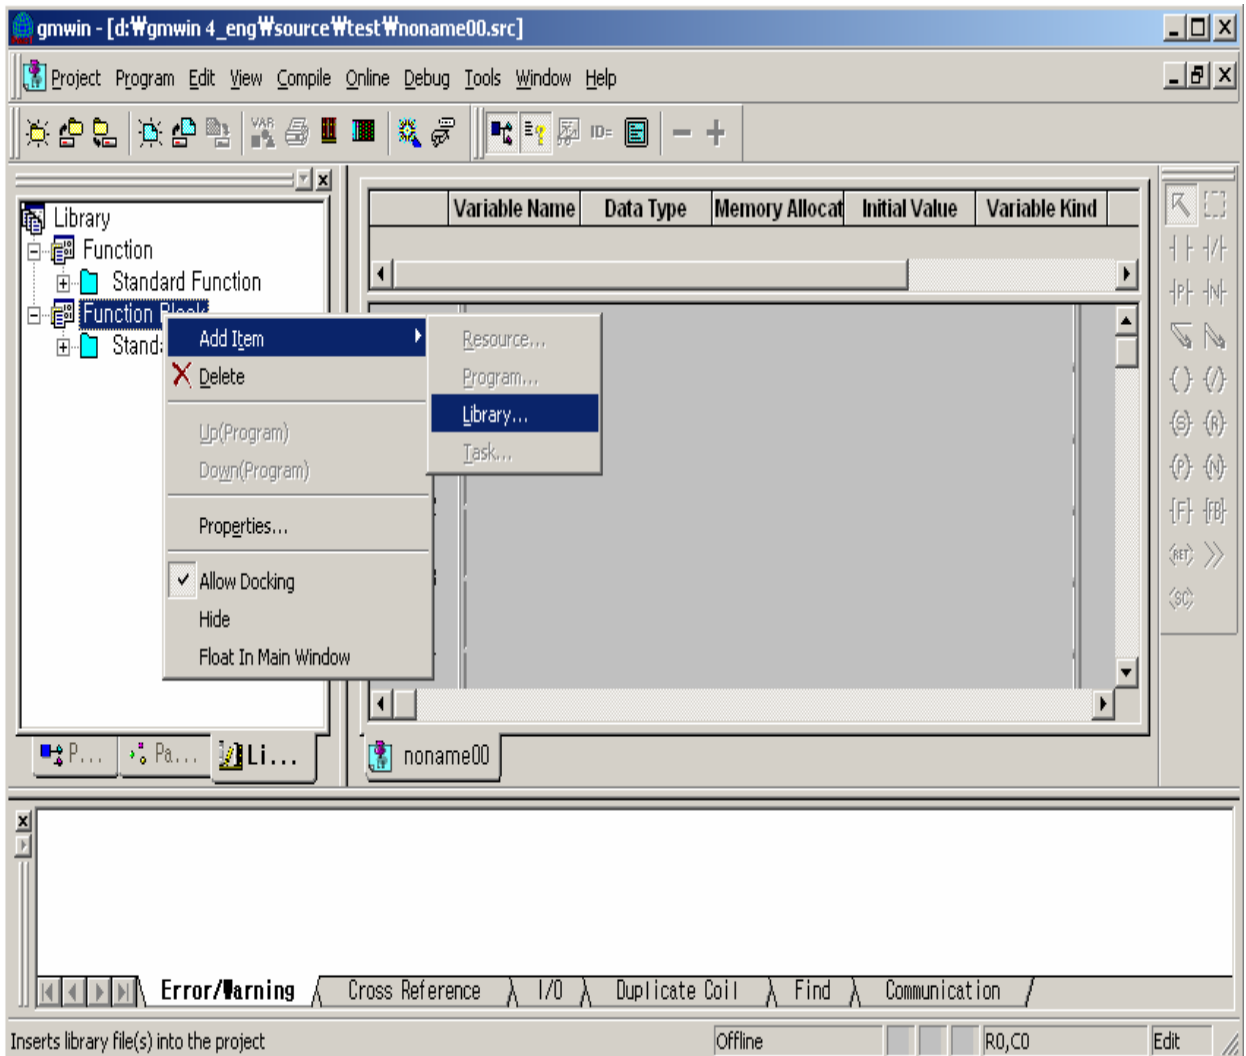 gmwin - [d:₩gmwin 4_eng₩source₩test₩noname00.src]
Project Program Edit View Compile Online Debug Tools Window Help
VAR
ID=
Library
Function
Standard Function
Function Block
Standa
Add Item
Delete
Up(Program)
Down(Program)
Properties...
Allow Docking
Hide
Float In Main Window
Resource...
Program...
Library...
Task...
Variable Name Data Type Memory Allocat Initial Value Variable Kind
P
N
(S) (R)
(P) (N)
[F] [FB]
<RET> >>
<SC>
P... Pa... Li...
noname00
Error/Warning Cross Reference I/O Duplicate Coil Find Communication
Inserts library file(s) into the project Offline R0,C0 Edit